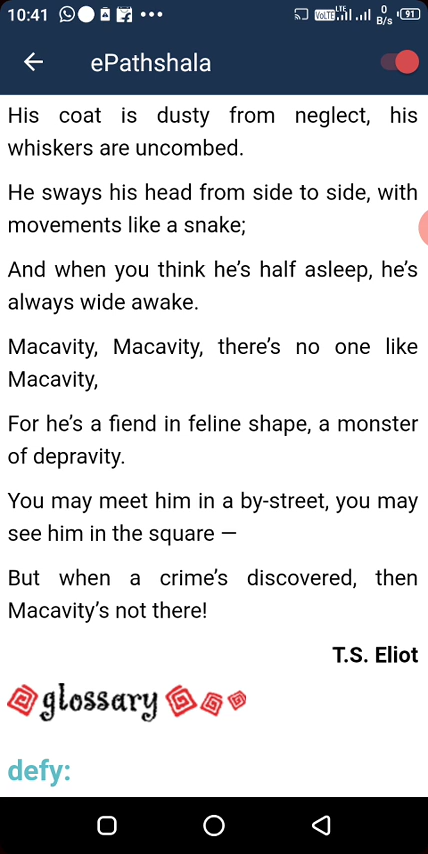 10:41
VoLTE LTE 0 B/s 91
ePathshala
His coat is dusty from neglect, his
whiskers are uncombed.
He sways his head from side to side, with
movements like a snake;
And when you think he’s half asleep, he’s
always wide awake.
Macavity, Macavity, there’s no one like
Macavity,
For he’s a fiend in feline shape, a monster
of depravity.
You may meet him in a by-street, you may
see him in the square —
But when a crime’s discovered, then
Macavity’s not there!
T.S. Eliot
glossary
defy: